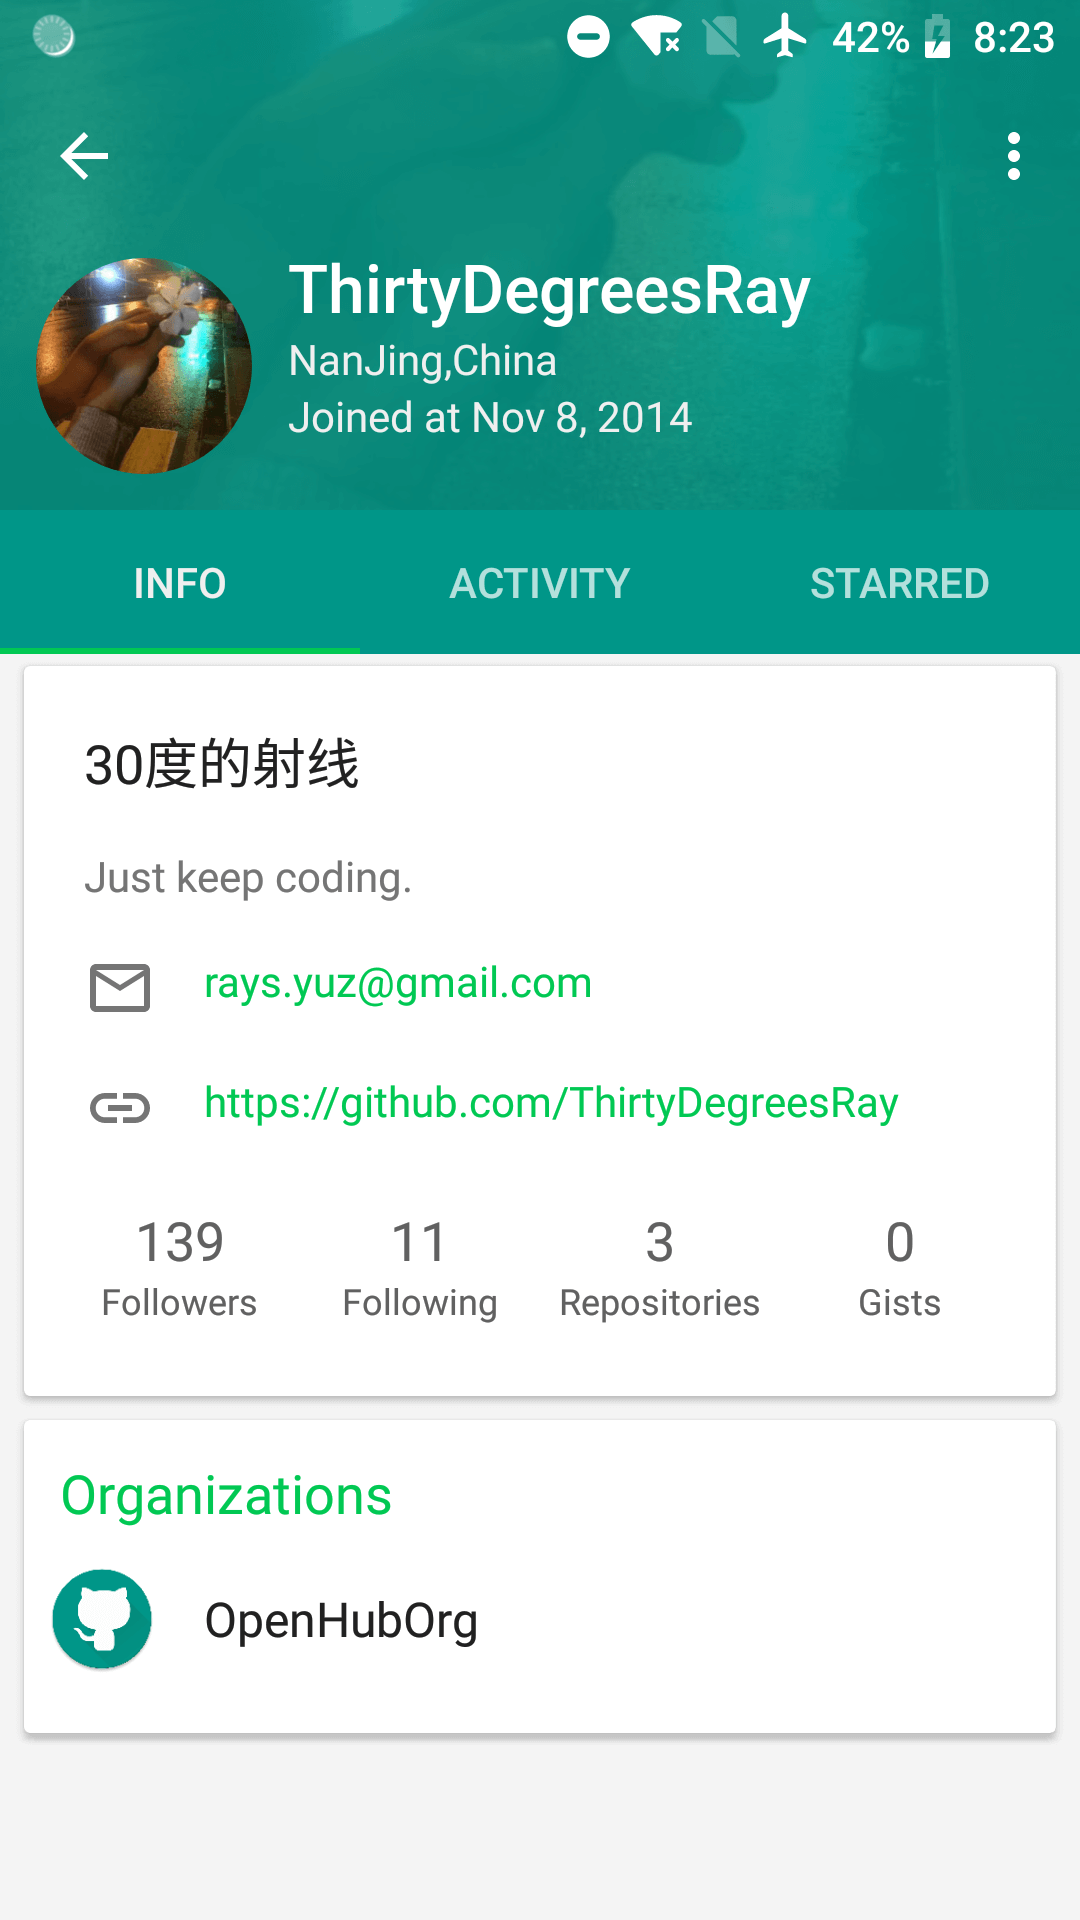 42% 8:23
ThirtyDegreesRay
NanJing,China
Joined at Nov 8, 2014
INFO ACTIVITY STARRED
30度的射线
Just keep coding.
rays.yuz@gmail.com
https://github.com/ThirtyDegreesRay
139 11 3 0
Followers Following Repositories Gists
Organizations
OpenHubOrg